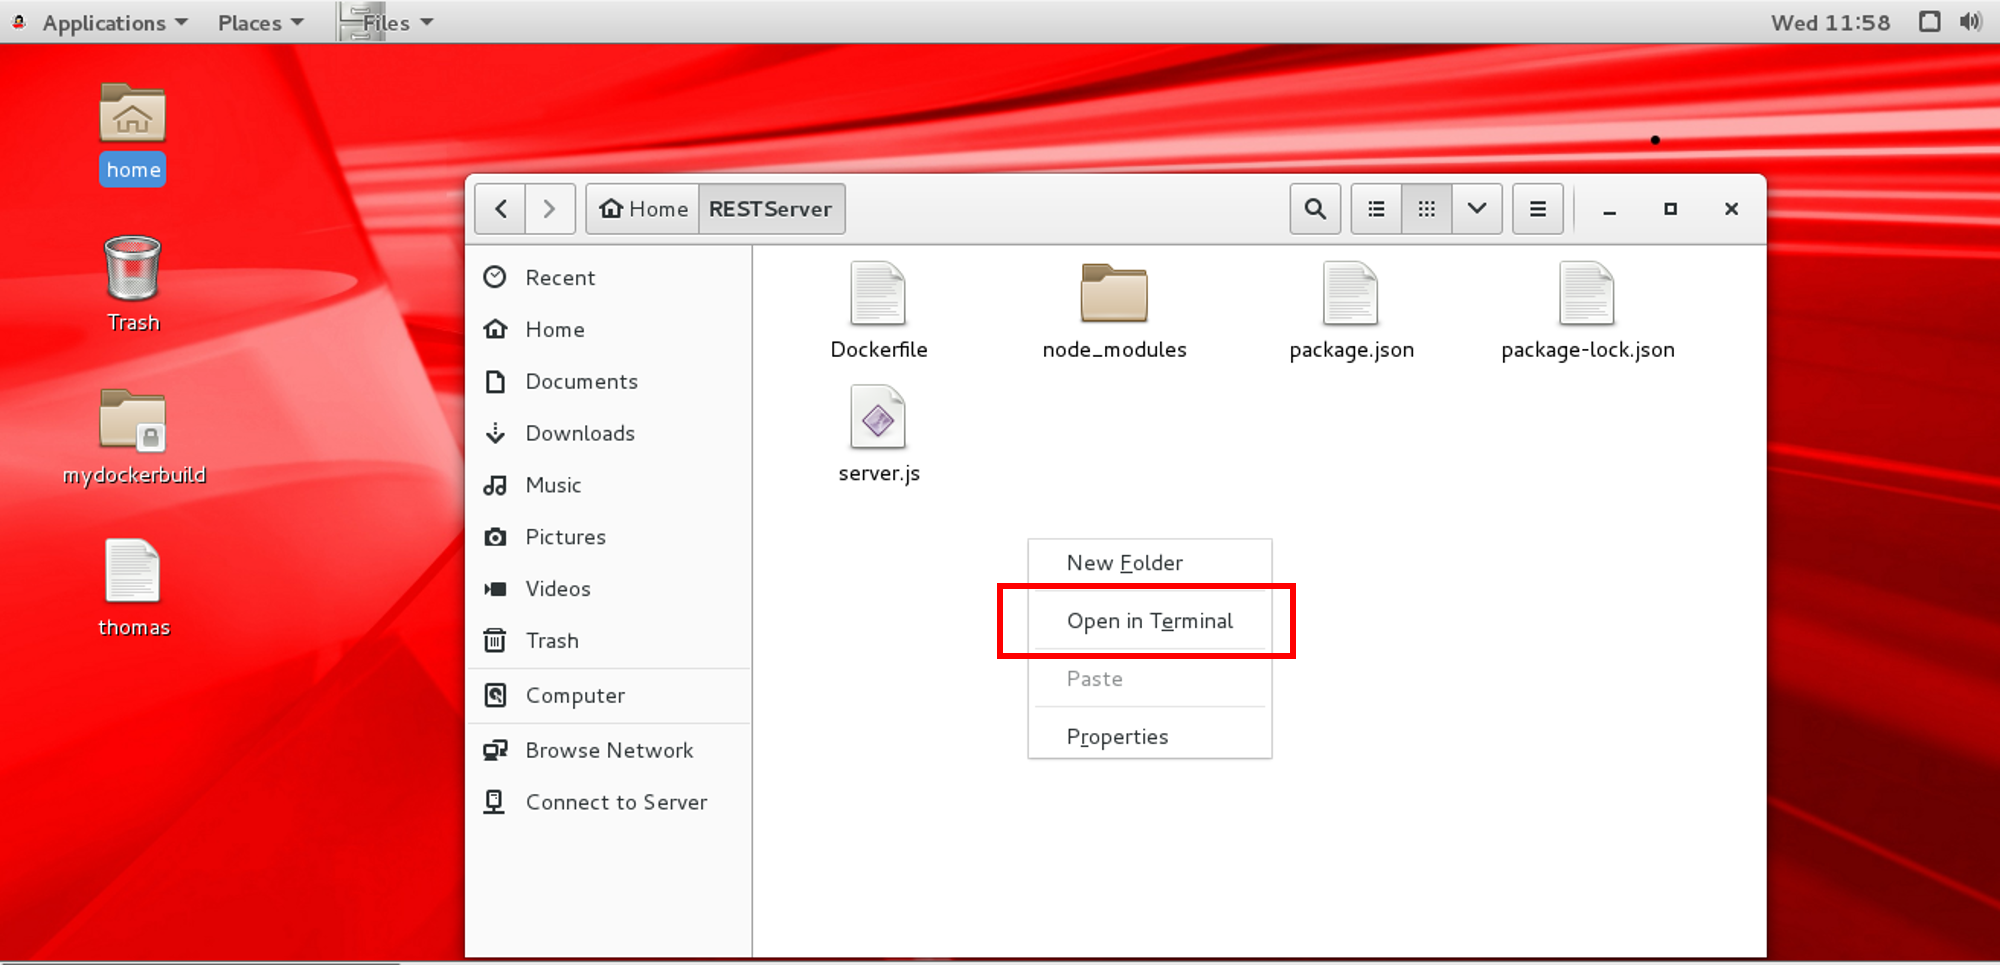 Applications Places Files Wed 11:58
home
Trash
mydockerbuild
thomas
Home RESTServer
Recent
Home
Documents
Downloads
Music
Pictures
Videos
Trash
Computer
Browse Network
Connect to Server
Dockerfile node_modules package.json package-lock.json
server.js
New Folder
Open in Terminal
Paste
Properties